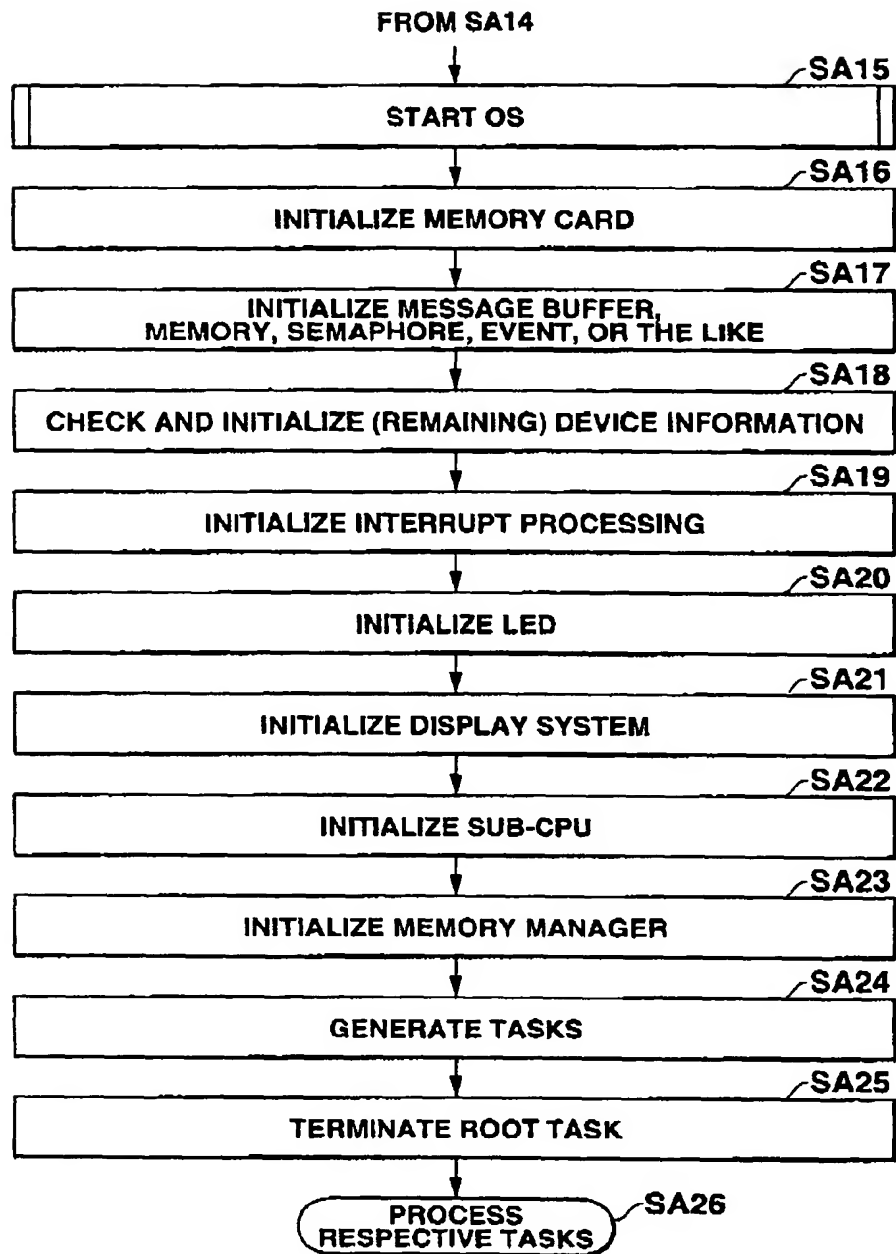 FROM SA14
SA15
START OS
SA16
INITIALIZE MEMORY CARD
SA17
INITIALIZE MESSAGE BUFFER,
MEMORY, SEMAPHORE, EVENT, OR THE LIKE
SA18
CHECK AND INITIALIZE (REMAINING) DEVICE INFORMATION
SA19
INITIALIZE INTERRUPT PROCESSING
SA20
INITIALIZE LED
SA21
INITIALIZE DISPLAY SYSTEM
SA22
INITIALIZE SUB-CPU
SA23
INITIALIZE MEMORY MANAGER
SA24
GENERATE TASKS
SA25
TERMINATE ROOT TASK
SA26
PROCESS
RESPECTIVE TASKS